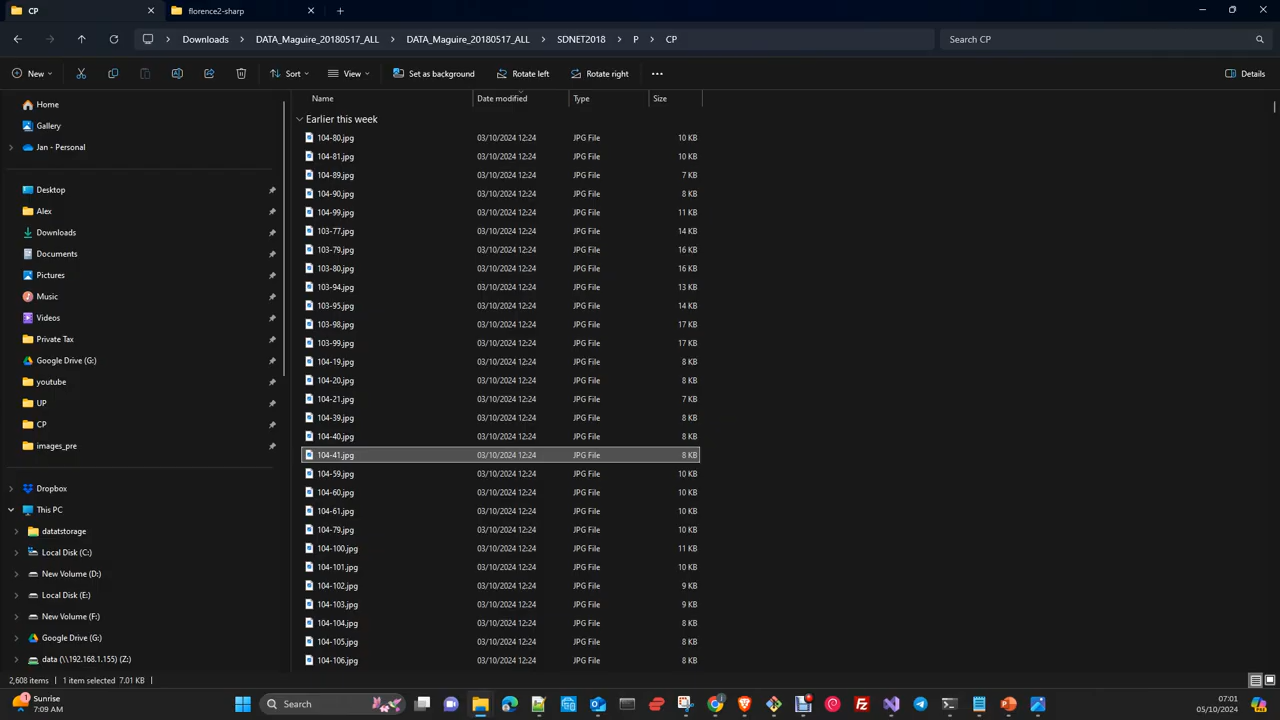 CP
florence2-sharp
Downloads > DATA_Maguire_20180517_ALL > DATA_Maguire_20180517_ALL > SDNET2018 > P > CP
Search CP
New
Sort
View
Set as background
Rotate left
Rotate right
Details
Home
Gallery
Jan - Personal
Desktop
Alex
Downloads
Documents
Pictures
Music
Videos
Private Tax
Google Drive (G:)
youtube
UP
CP
images_pre
Dropbox
This PC
datatstorage
Local Disk (C:)
New Volume (D:)
Local Disk (E:)
New Volume (F:)
Google Drive (G:)
data (\\192.168.1.155) (Z:)
Name Date modified Type Size
Earlier this week
104-80.jpg 03/10/2024 12:24 JPG File 10 KB
104-81.jpg 03/10/2024 12:24 JPG File 10 KB
104-89.jpg 03/10/2024 12:24 JPG File 7 KB
104-90.jpg 03/10/2024 12:24 JPG File 8 KB
104-99.jpg 03/10/2024 12:24 JPG File 11 KB
103-77.jpg 03/10/2024 12:24 JPG File 14 KB
103-79.jpg 03/10/2024 12:24 JPG File 16 KB
103-80.jpg 03/10/2024 12:24 JPG File 16 KB
103-94.jpg 03/10/2024 12:24 JPG File 13 KB
103-95.jpg 03/10/2024 12:24 JPG File 14 KB
103-98.jpg 03/10/2024 12:24 JPG File 17 KB
103-99.jpg 03/10/2024 12:24 JPG File 17 KB
104-19.jpg 03/10/2024 12:24 JPG File 8 KB
104-20.jpg 03/10/2024 12:24 JPG File 8 KB
104-21.jpg 03/10/2024 12:24 JPG File 7 KB
104-39.jpg 03/10/2024 12:24 JPG File 8 KB
104-40.jpg 03/10/2024 12:24 JPG File 8 KB
104-41.jpg 03/10/2024 12:24 JPG File 8 KB
104-59.jpg 03/10/2024 12:24 JPG File 10 KB
104-60.jpg 03/10/2024 12:24 JPG File 10 KB
104-61.jpg 03/10/2024 12:24 JPG File 10 KB
104-79.jpg 03/10/2024 12:24 JPG File 10 KB
104-100.jpg 03/10/2024 12:24 JPG File 11 KB
104-101.jpg 03/10/2024 12:24 JPG File 10 KB
104-102.jpg 03/10/2024 12:24 JPG File 9 KB
104-103.jpg 03/10/2024 12:24 JPG File 9 KB
104-104.jpg 03/10/2024 12:24 JPG File 8 KB
104-105.jpg 03/10/2024 12:24 JPG File 8 KB
104-106.jpg 03/10/2024 12:24 JPG File 8 KB
2,608 items 1 item selected 7.01 KB
1
Sunrise
7:09 AM
Search
07:01
05/10/2024